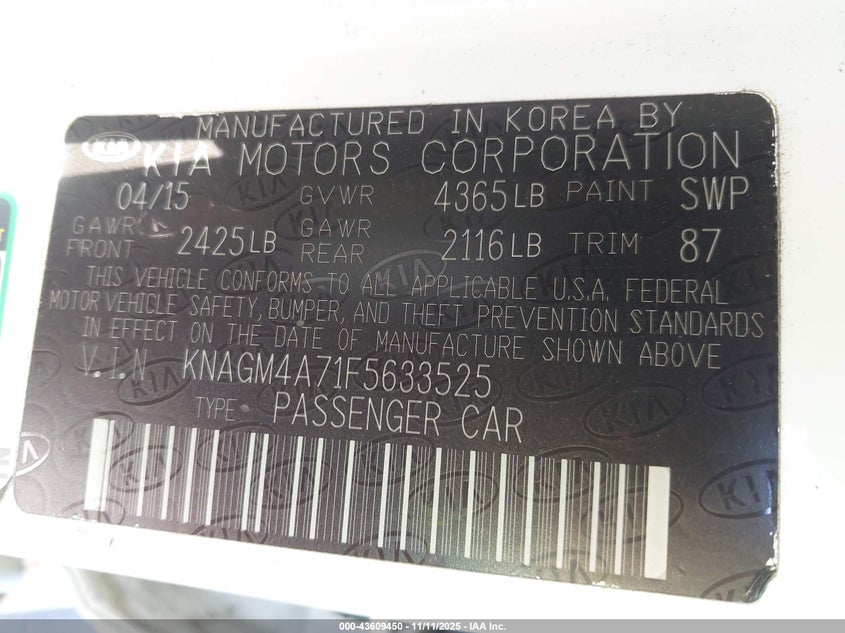 MANUFACTURED IN KOREA BY
KIA KIA MOTORS CORPORATION
04/15 GVWR 4365LB PAINT SWP
GAWR FRONT 2425LB GAWR REAR 2116LB TRIM 87
THIS VEHICLE CONFORMS TO ALL APPLICABLE U.S.A. FEDERAL
MOTOR VEHICLE SAFETY, BUMPER, AND THEFT PREVENTION STANDARDS
IN EFFECT ON THE DATE OF MANUFACTURE SHOWN ABOVE.
V.I.N KNAGM4A71F5633525
TYPE: PASSENGER CAR
000-43609450 - 11/11/2025 - IAA Inc.